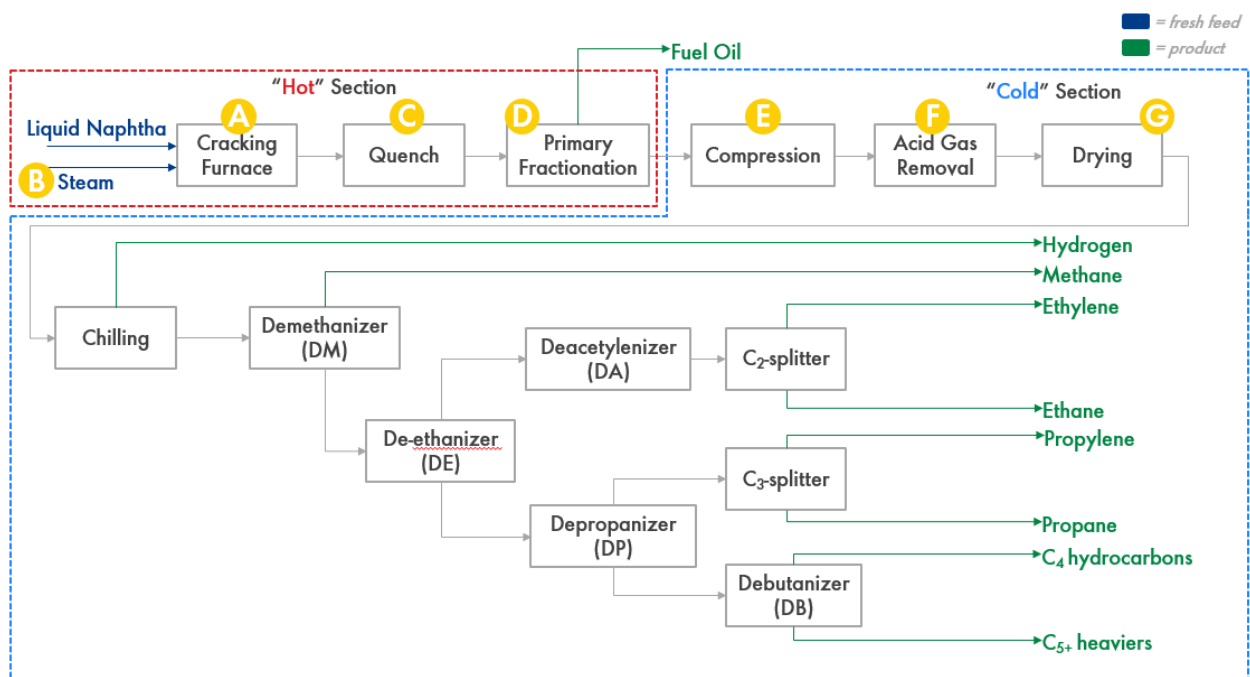 = fresh feed
= product
Fuel Oil
"Hot" Section
"Cold" Section
A
C
D
E
F
G
Liquid Naphtha
B Steam
Cracking
Furnace
Quench
Primary
Fractionation
Compression
Acid Gas
Removal
Drying
Hydrogen
Methane
Ethylene
Chilling
Demethanizer
(DM)
Deacetylenizer
(DA)
C₂-splitter
Ethane
Propylene
De-ethanizer
(DE)
C₃-splitter
Propane
Depropanizer
(DP)
C₄ hydrocarbons
Debutanizer
(DB)
C₅₊ heaviers